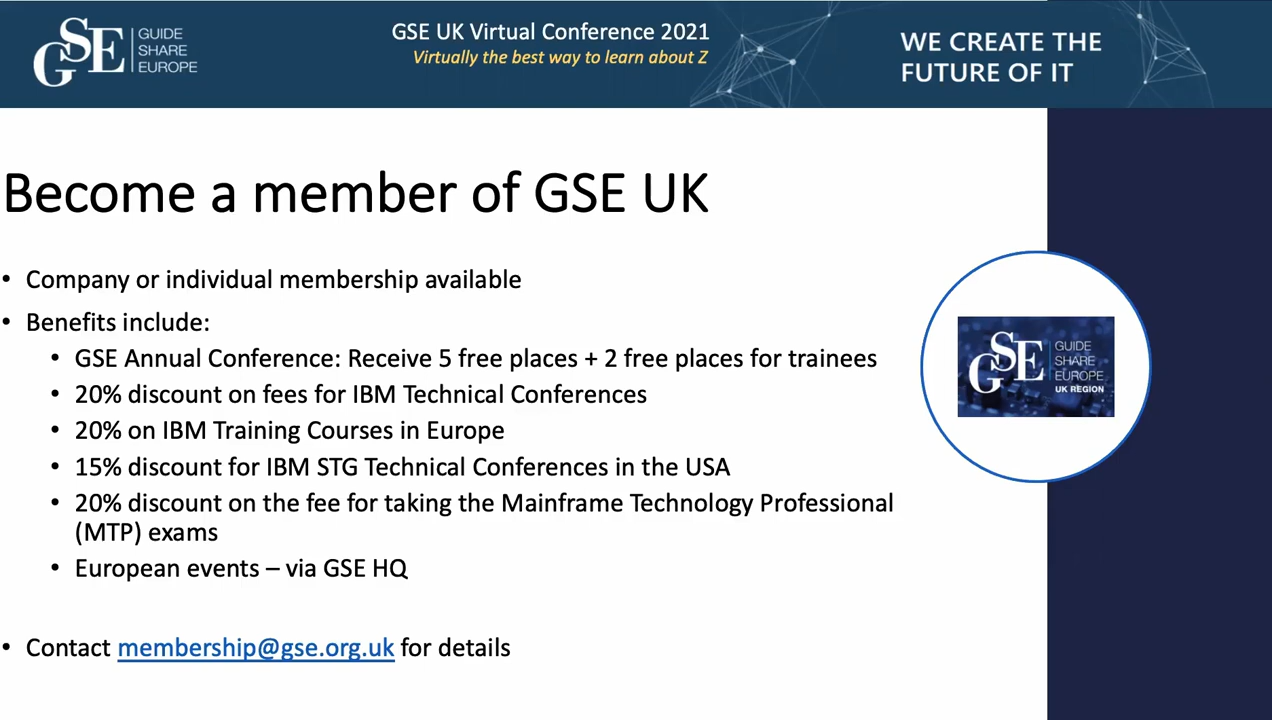 GSE
GUIDE
SHARE
EUROPE
GSE UK Virtual Conference 2021
Virtually the best way to learn about Z
WE CREATE THE
FUTURE OF IT
Become a member of GSE UK
• Company or individual membership available
• Benefits include:
• GSE Annual Conference: Receive 5 free places + 2 free places for trainees
• 20% discount on fees for IBM Technical Conferences
• 20% on IBM Training Courses in Europe
• 15% discount for IBM STG Technical Conferences in the USA
• 20% discount on the fee for taking the Mainframe Technology Professional
(MTP) exams
• European events – via GSE HQ
• Contact membership@gse.org.uk for details
GSE
GUIDE
SHARE
EUROPE
UK REGION